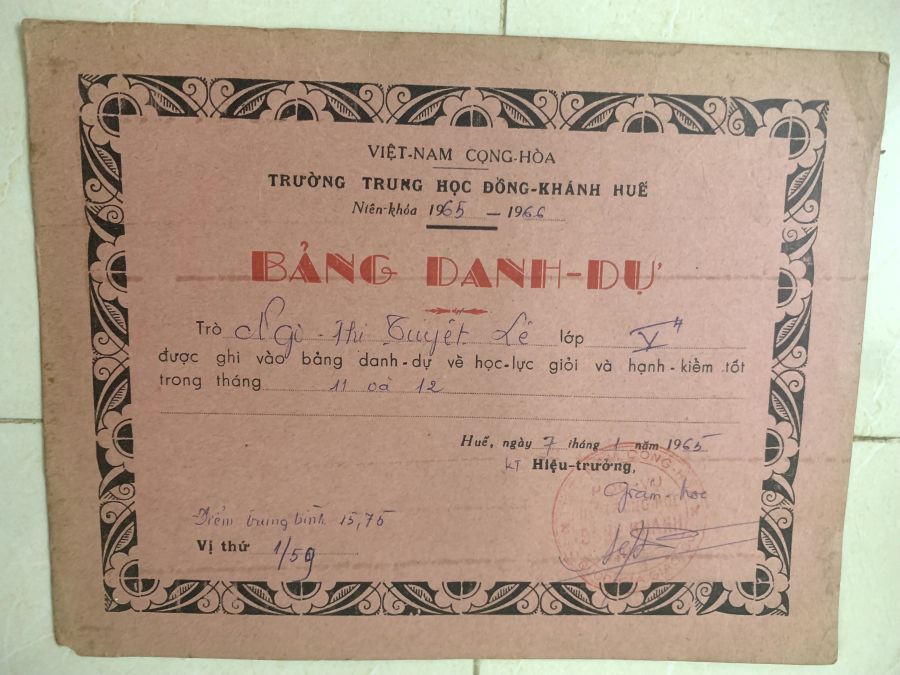 VIỆT-NAM CỘNG-HÒA
TRƯỜNG TRUNG HỌC ĐỒNG-KHÁNH HUẾ
Niên-khóa 1965 - 1966
BẢNG DANH-DỰ
Trò Ngô-Thi Tuyết Lê lớp V4
được ghi vào bảng danh-dự về học-lực giỏi và hạnh-kiểm tốt
trong tháng 11 và 12
Huế, ngày 7 tháng 1 năm 1965
KT Hiệu-trưởng,
Giám-học
Điểm trung bình 15,75
Vị thứ 1/59